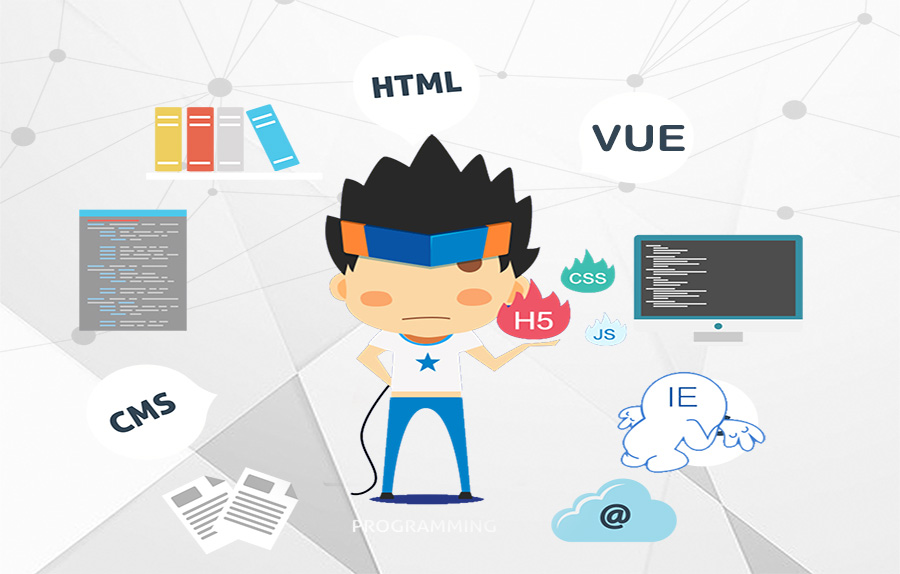 HTML
VUE
CSS
H5
JS
CMS
IE
@
PROGRAMMING